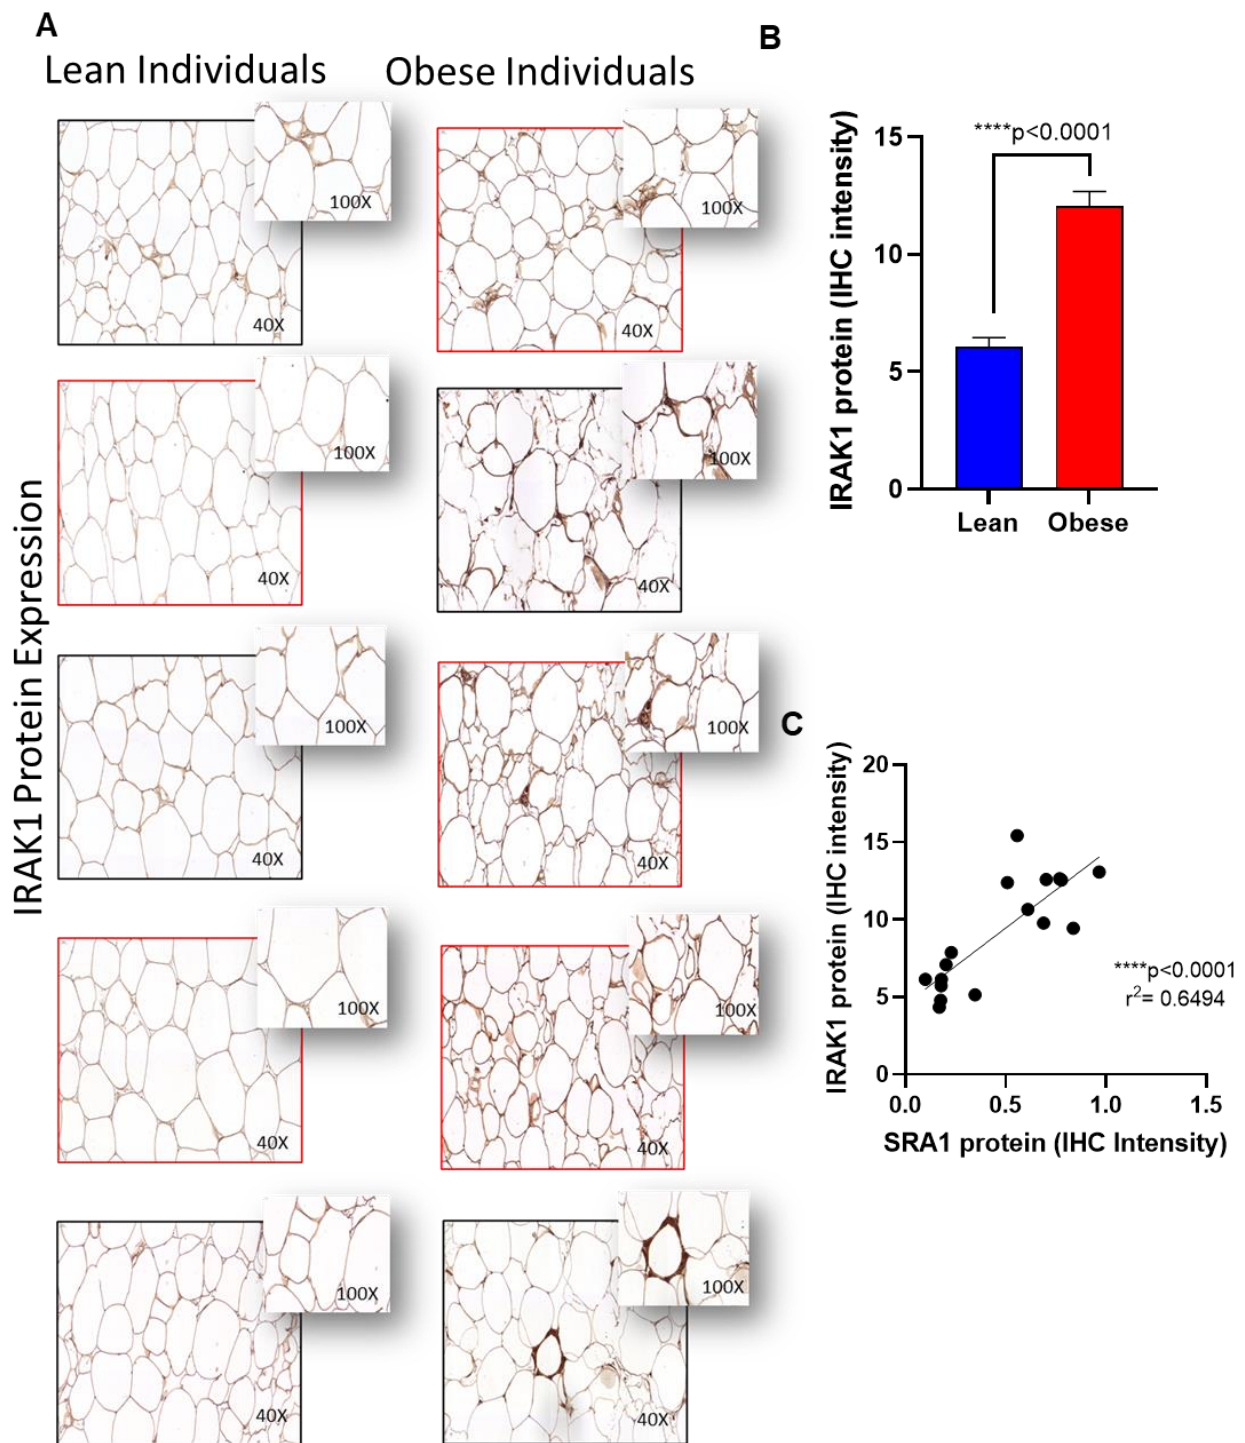 A
Lean Individuals
Obese Individuals
IRAK1 Protein Expression
100X
40X
100X
40X
100X
40X
100X
40X
100X
40X
100X
40X
100X
40X
100X
40X
100X
40X
100X
40X
B
IRAK1 protein (IHC intensity)
15
10
5
0
****p<0.0001
Lean
Obese
C
IRAK1 protein (IHC intensity)
20
15
10
5
0
****p<0.0001
r²= 0.6494
0.0
0.5
1.0
1.5
SRA1 protein (IHC Intensity)